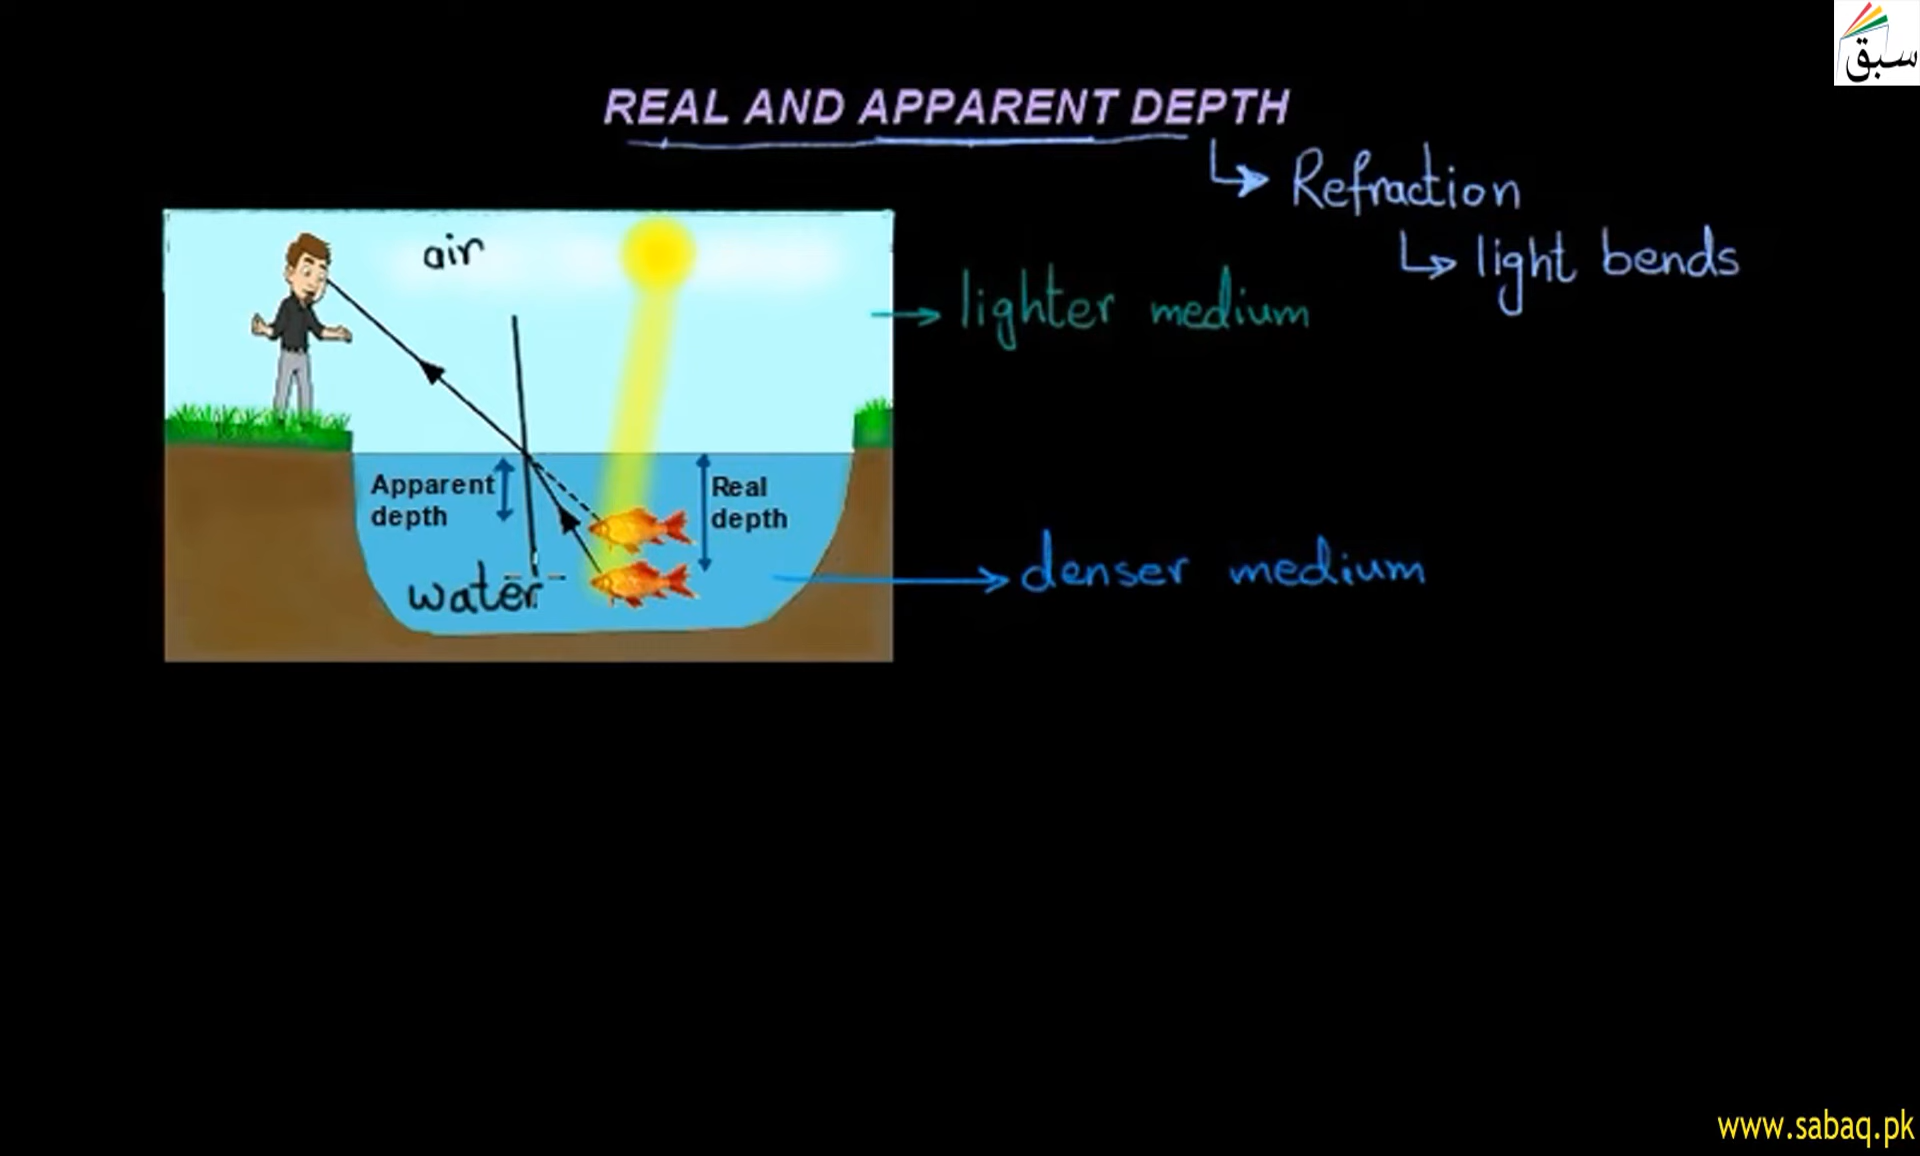 سبق
REAL AND APPARENT DEPTH
Refraction
light bends
air
lighter medium
Apparent
depth
Real
depth
water
denser medium
www.sabaq.pk